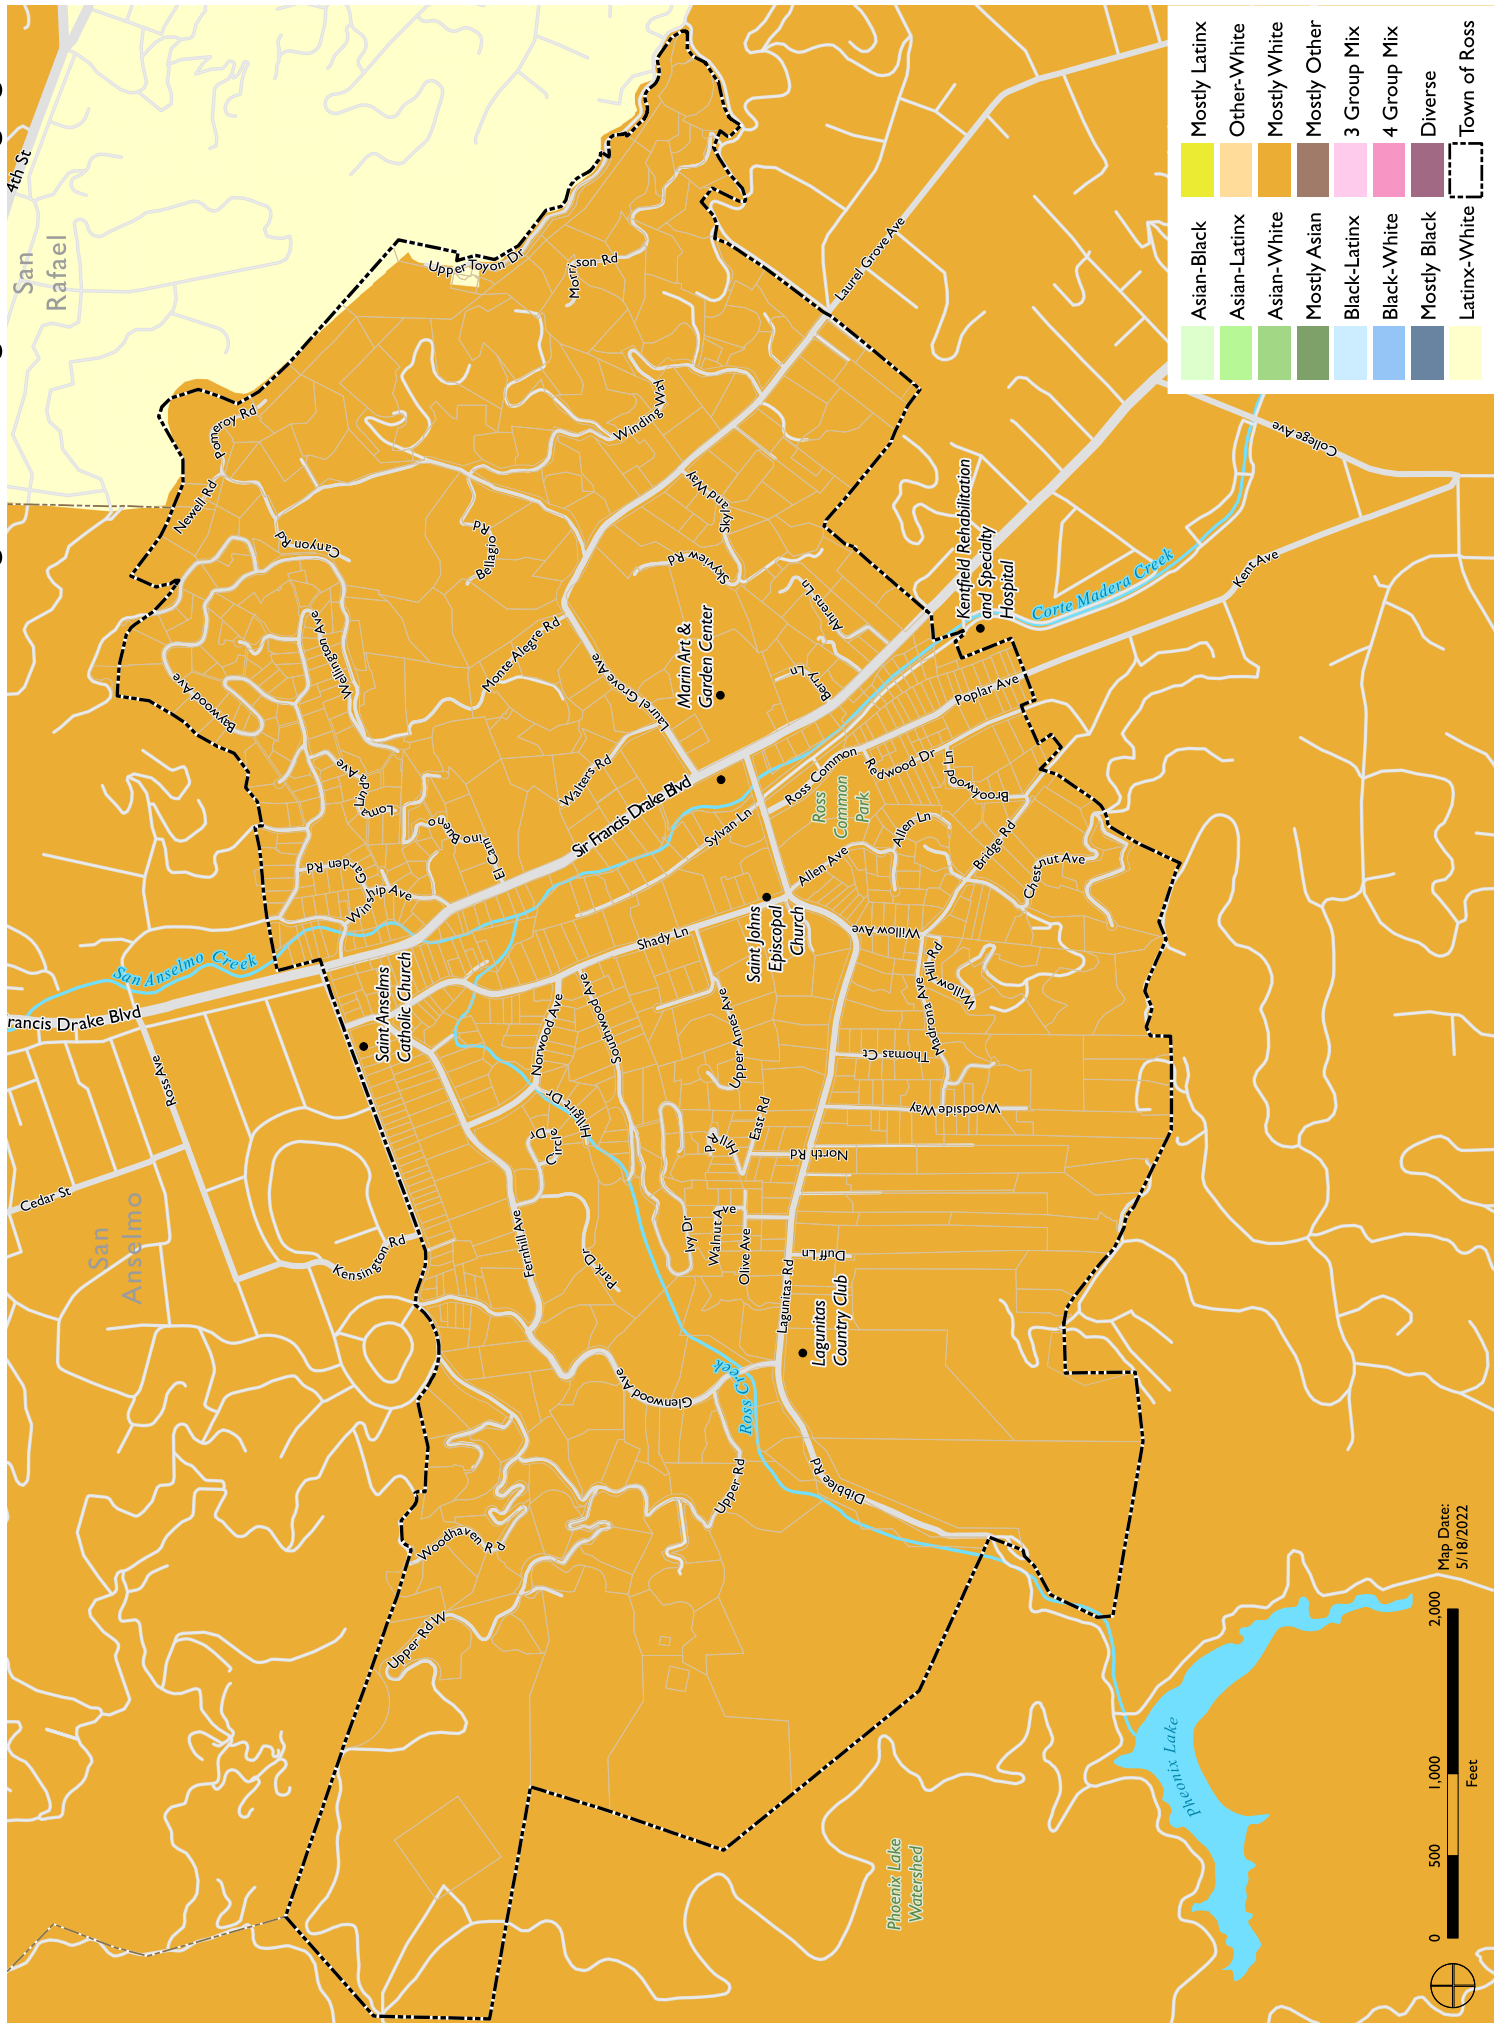 4th St
San
Rafael
Upper Toyon Dr
Morrison Rd
Laurel Grove Ave
Pomeroy Rd
Newell Rd
Canyon Rd
Winding Way
Skyland Way
Bellagio Rd
Skyview Rd
Ahrens Ln
Kentfield Rehabilitation
and Specialty
Hospital
Corte Madera Creek
College Ave
Kent Ave
Wellington Ave
Baywood Ave
Monte Alegre Rd
Laurel Grove Ave
Marin Art &
Garden Center
Berry Ln
Poplar Ave
Walters Rd
Loma Linda Ave
El Camino Bueno
Garden Rd
Winship Ave
Sir Francis Drake Blvd
Sylvan Ln
Ross Common
Ross
Common
Park
Redwood Dr
Brookwood Ln
Allen Ave
Allen Ln
Bridge Rd
Chestnut Ave
San Anselmo Creek
rancis Drake Blvd
Saint Anselms
Catholic Church
Shady Ln
Saint Johns
Episcopal
Church
Willow Ave
Willow Hill Rd
Madrona Ave
Ross Ave
Norwood Ave
Southwood Ave
Upper Ames Ave
Thomas Ct
Woodside Way
Hillgirt Dr
Circle Dr
Hill Rd
East Rd
North Rd
Cedar St
San
Anselmo
Kensington Rd
Fernhill Ave
Park Dr
Ivy Dr
Walnut Ave
Olive Ave
Duff Ln
Lagunitas Rd
Lagunitas
Country Club
Glenwood Ave
Ross Creek
Upper Rd
Dibblee Rd
Woodhaven Rd
Upper Rd W
Phoenix Lake
Watershed
Pheonix Lake
Asian-Black
Asian-Latinx
Asian-White
Mostly Asian
Black-Latinx
Black-White
Mostly Black
Latinx-White
Mostly Latinx
Other-White
Mostly White
Mostly Other
3 Group Mix
4 Group Mix
Diverse
Town of Ross
0 500 1,000 2,000
Feet
Map Date:
5/18/2022